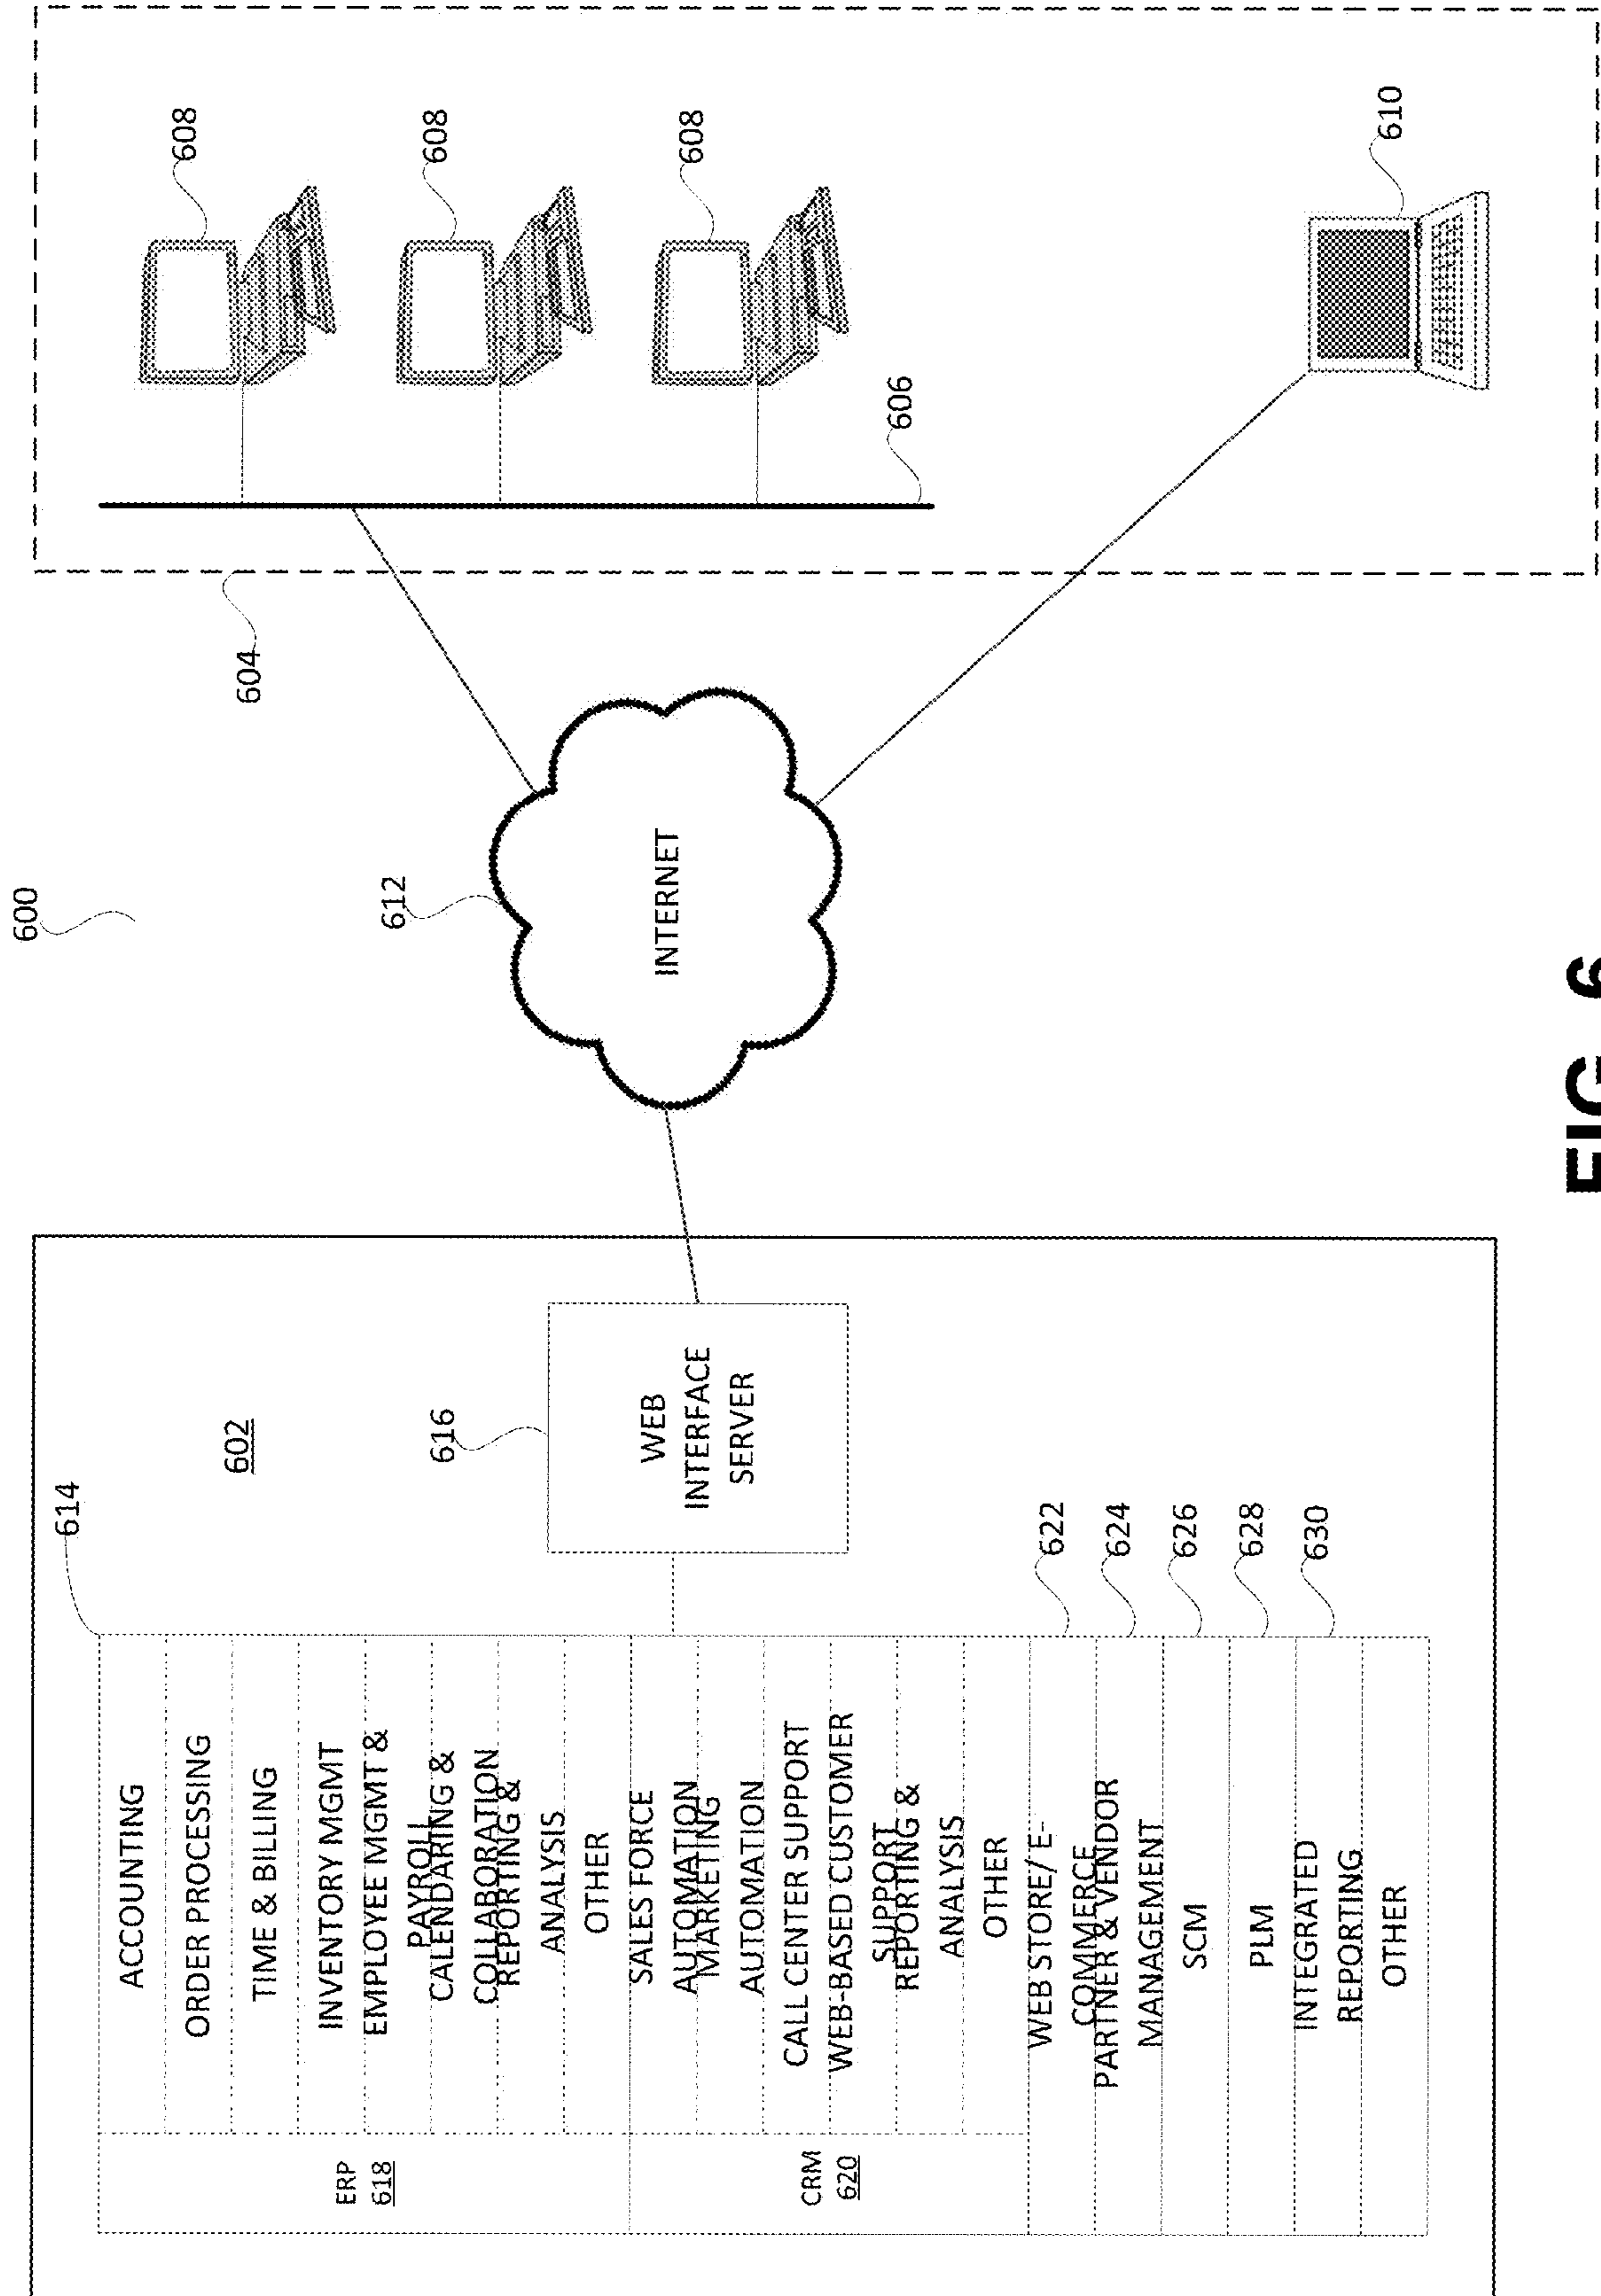 600
602
614
ERP
618
ACCOUNTING
ORDER PROCESSING
TIME & BILLING
INVENTORY MGMT
EMPLOYEE MGMT &
PAYROLL
CALENDARING &
COLLABORATION
REPORTING &
ANALYSIS
OTHER
CRM
620
SALES FORCE
AUTOMATION
MARKETING
AUTOMATION
CALL CENTER SUPPORT
WEB-BASED CUSTOMER
SUPPORT
REPORTING &
ANALYSIS
OTHER
WEB STORE/ E-
COMMERCE
622
PARTNER & VENDOR
MANAGEMENT
624
SCM
626
PLM
628
INTEGRATED
REPORTING
630
OTHER
616
WEB
INTERFACE
SERVER
612
INTERNET
604
606
608
608
608
610
FIG. 6